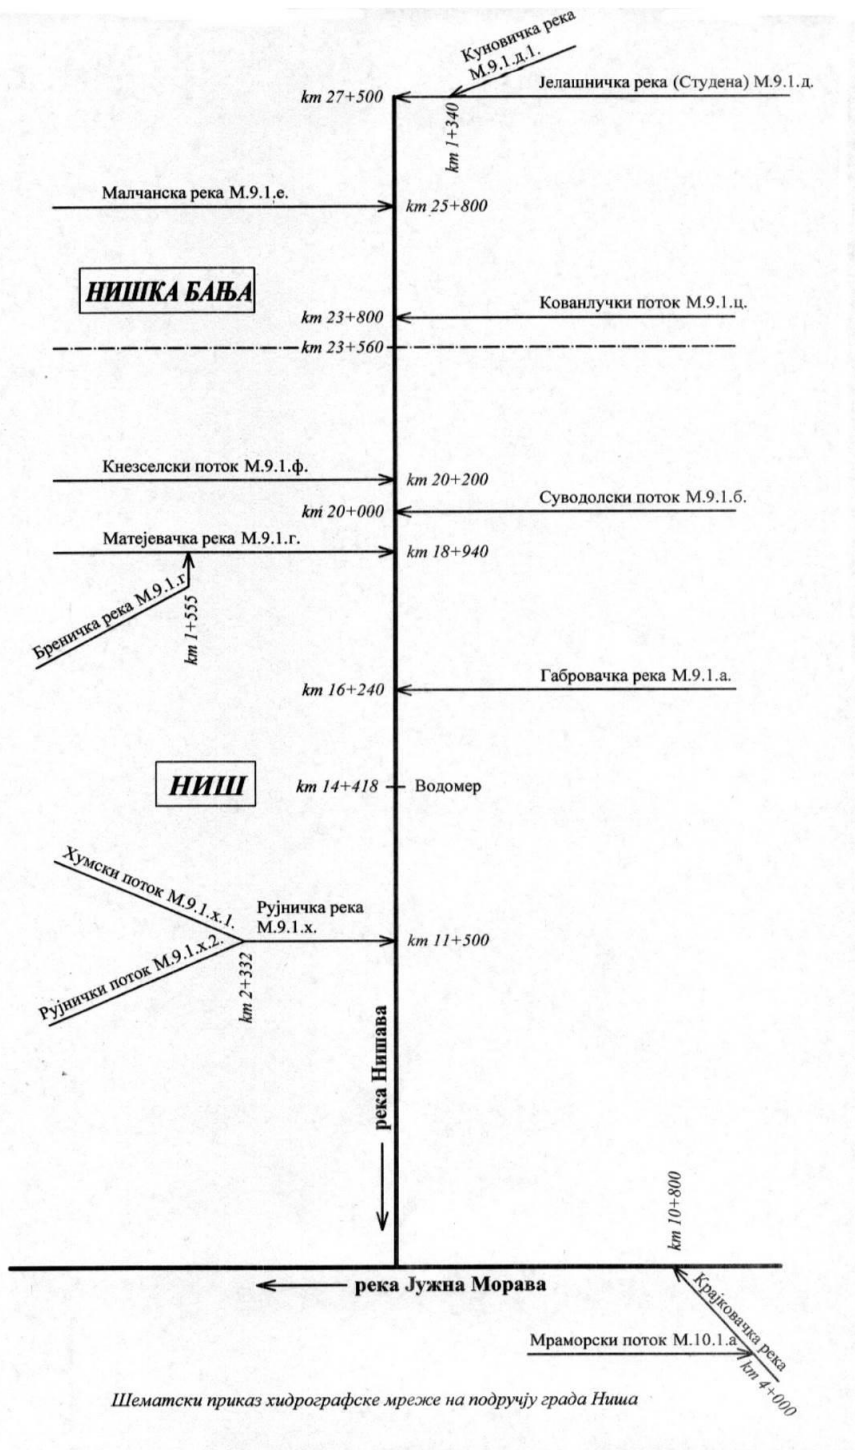 Куновичка река
М.9.1.д.1.
Јелашничка река (Студена) М.9.1.д.
km 27+500
km 1+340
Малчанска река М.9.1.е.
km 25+800
НИШКА БАЊА
Кованлучки поток М.9.1.ц.
km 23+800
km 23+560
Кнезселски поток М.9.1.ф.
km 20+200
Суводолски поток М.9.1.б.
km 20+000
Матејевачка река М.9.1.г.
km 18+940
Бреничка река М.9.1.г
km 1+555
Габровачка река М.9.1.а.
km 16+240
НИШ
km 14+418
Водомер
Хумски поток М.9.1.х.1.
Рујничка река
М.9.1.х.
Рујнички поток М.9.1.х.2.
km 2+332
km 11+500
река Нишава
km 10+800
река Јужна Морава
Крајковачка река
Мраморски поток М.10.1.а
km 4+000
Шематски приказ хидрографске мреже на подручју града Ниша